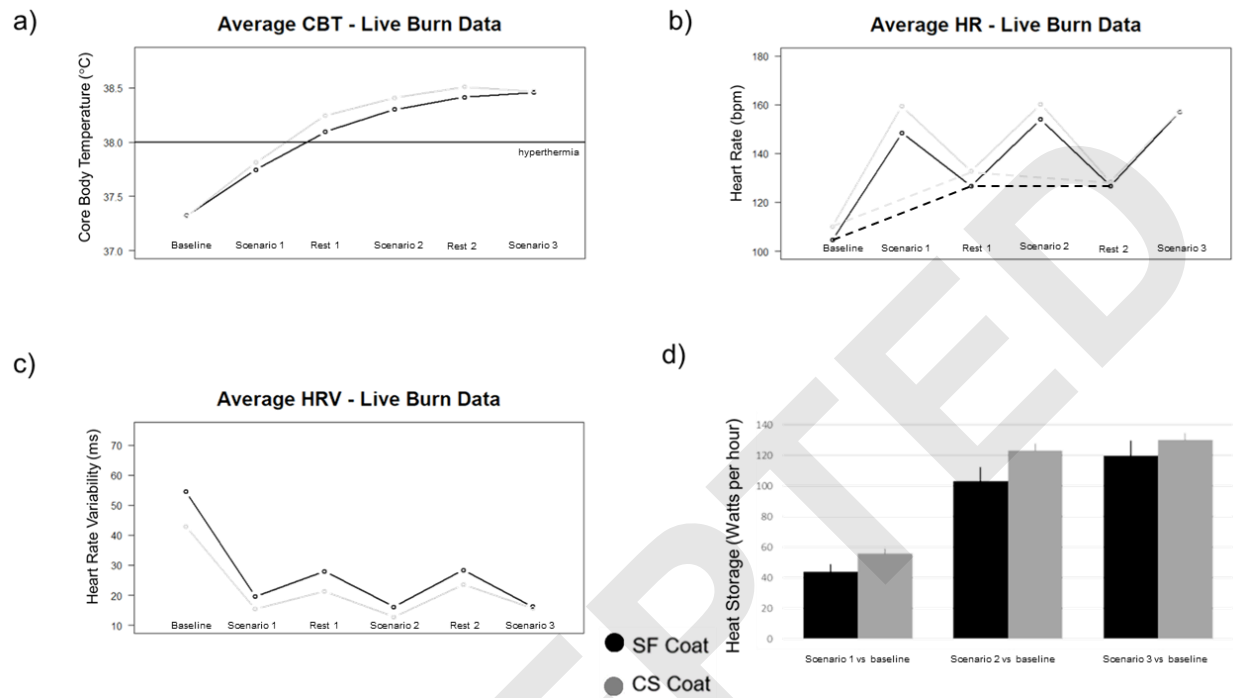 a)
Average CBT - Live Burn Data
Core Body Temperature (°C)
38.5
38.0
37.5
37.0
hyperthermia
Baseline Scenario 1 Rest 1 Scenario 2 Rest 2 Scenario 3
b)
Average HR - Live Burn Data
Heart Rate (bpm)
180
160
140
120
100
Baseline Scenario 1 Rest 1 Scenario 2 Rest 2 Scenario 3
c)
Average HRV - Live Burn Data
Heart Rate Variability (ms)
70
60
50
40
30
20
10
Baseline Scenario 1 Rest 1 Scenario 2 Rest 2 Scenario 3
SF Coat
CS Coat
d)
Heat Storage (Watts per hour)
140
120
100
80
60
40
20
0
Scenario 1 vs baseline Scenario 2 vs baseline Scenario 3 vs baseline
PTED